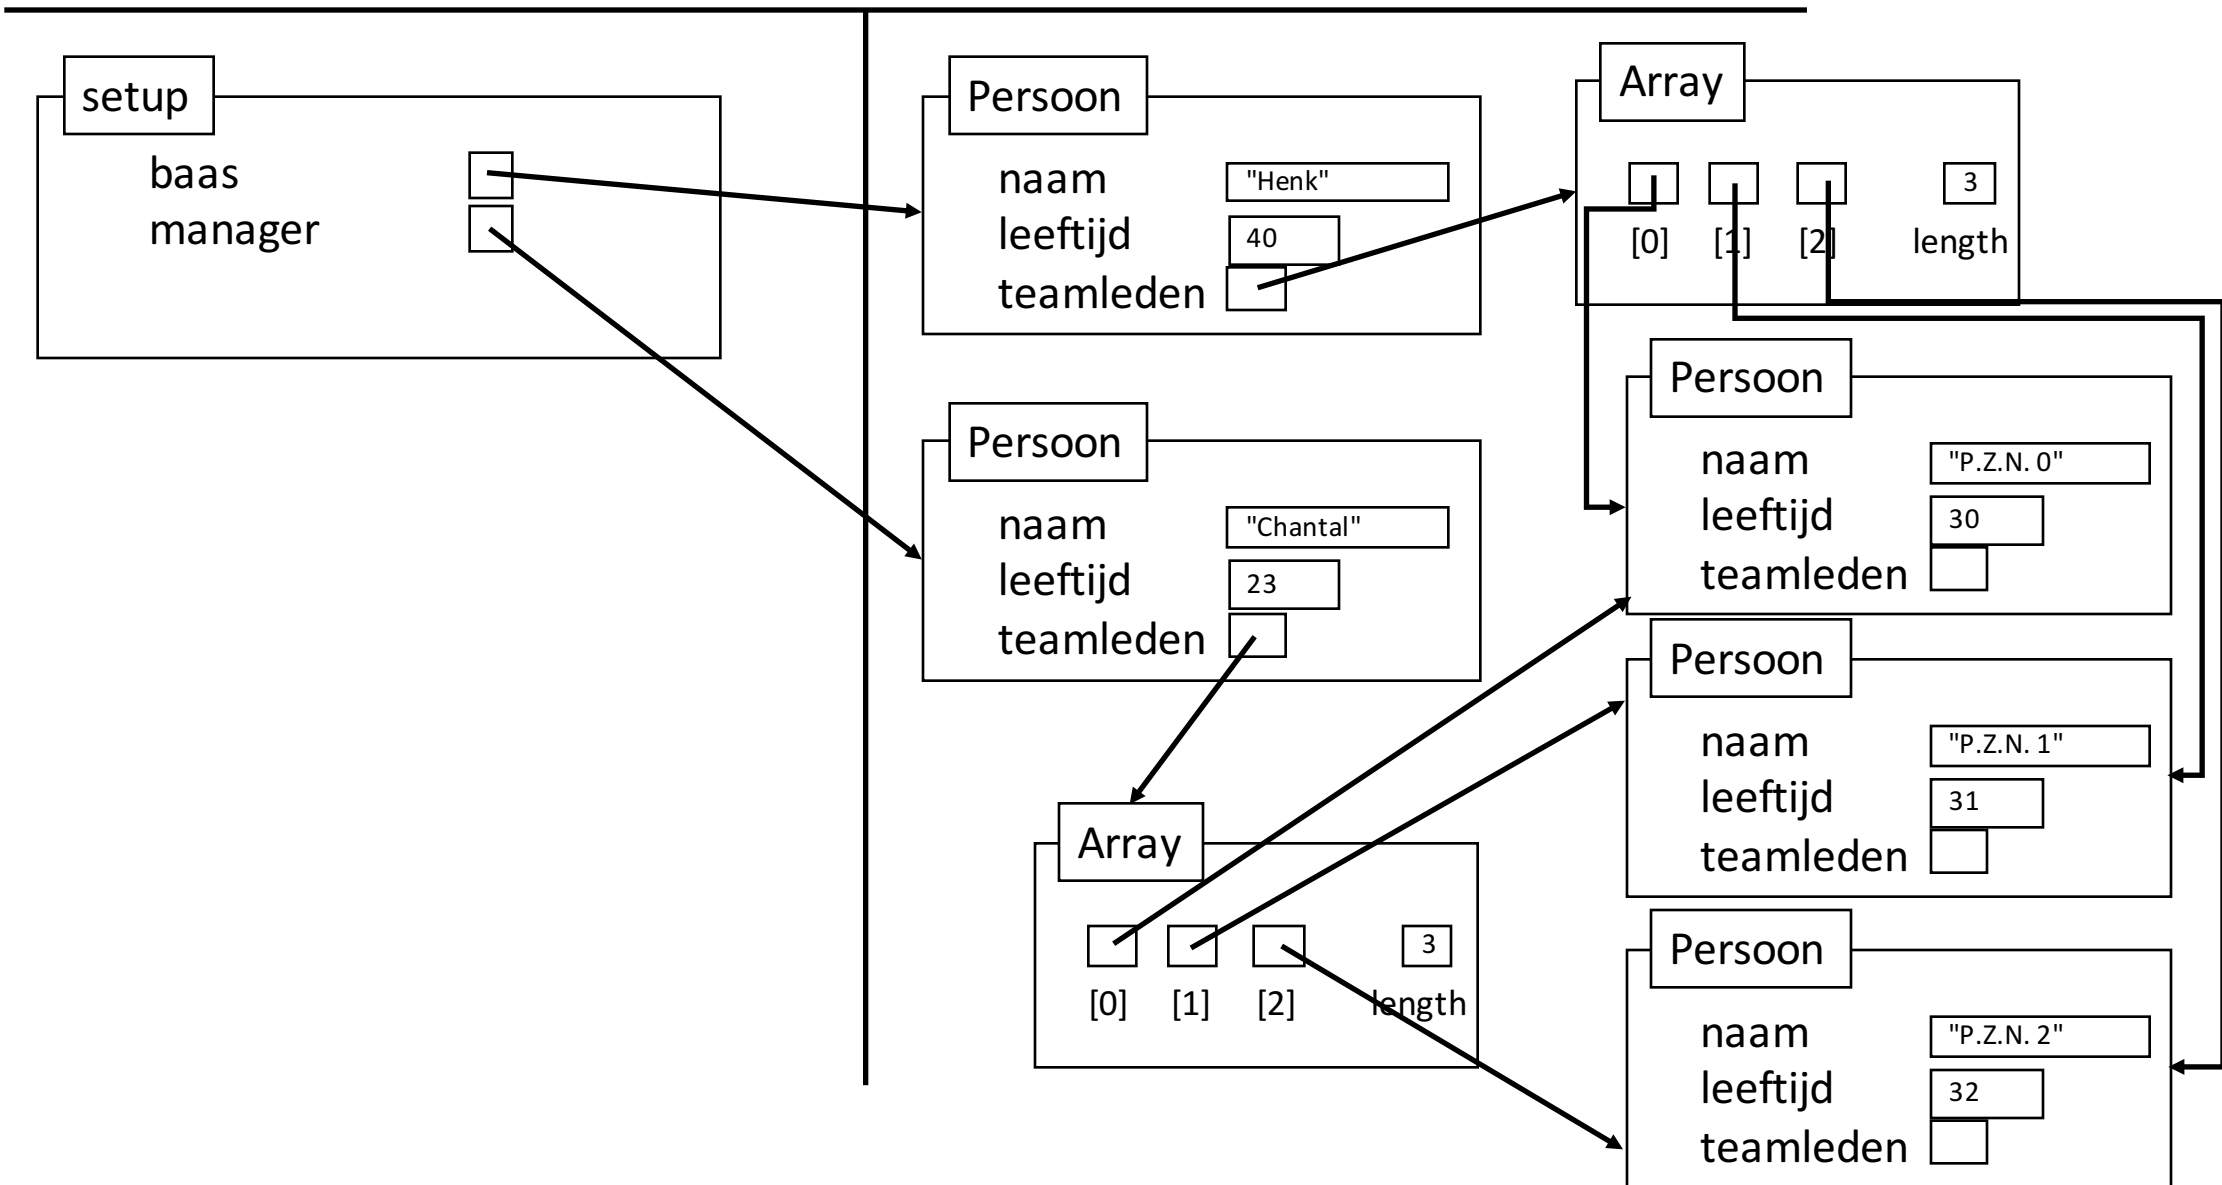 setup
baas
manager
Persoon
naam "Henk"
leeftijd 40
teamleden
Array
3
[0] [1] [2] length
Persoon
naam "Chantal"
leeftijd 23
teamleden
Array
3
[0] [1] [2] length
Persoon
naam "P.Z.N. 0"
leeftijd 30
teamleden
Persoon
naam "P.Z.N. 1"
leeftijd 31
teamleden
Persoon
naam "P.Z.N. 2"
leeftijd 32
teamleden